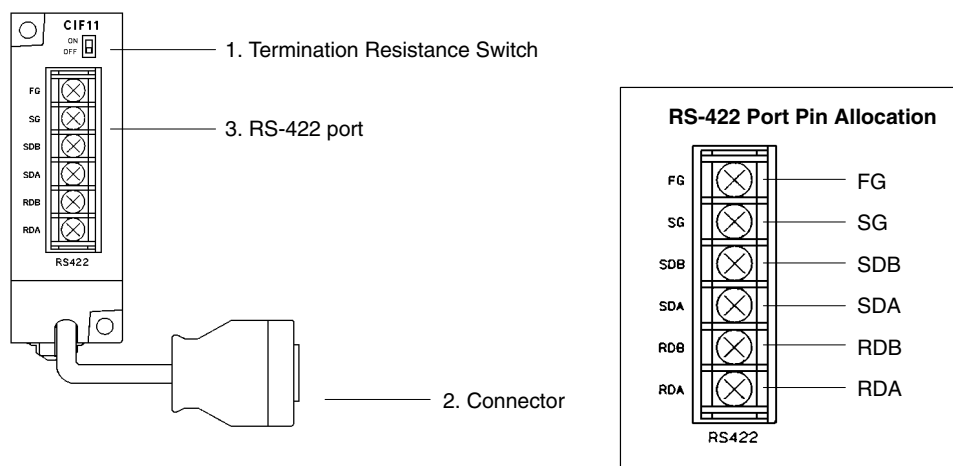 CIF11
ON
OFF
1. Termination Resistance Switch
FG
SG
SDB
SDA
RDB
RDA
3. RS-422 port
RS422
2. Connector
RS-422 Port Pin Allocation
FG FG
SG SG
SDB SDB
SDA SDA
RDB RDB
RDA RDA
RS422